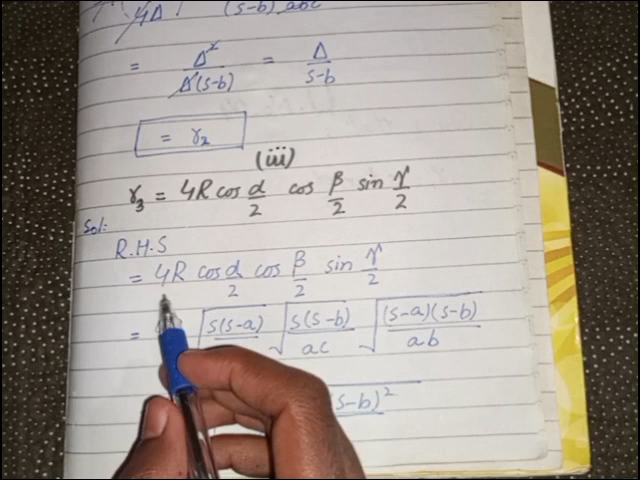 4Δ (s-b) abc
= Δ² / Δ(s-b) = Δ / s-b
= r₂
(iii)
r₃ = 4R cos α/2 cos β/2 sin γ/2
Sol:
R.H.S
= 4R cos α/2 cos β/2 sin γ/2
= √s(s-a) √s(s-b)/ac √(s-a)(s-b)/ab
(s-b)²